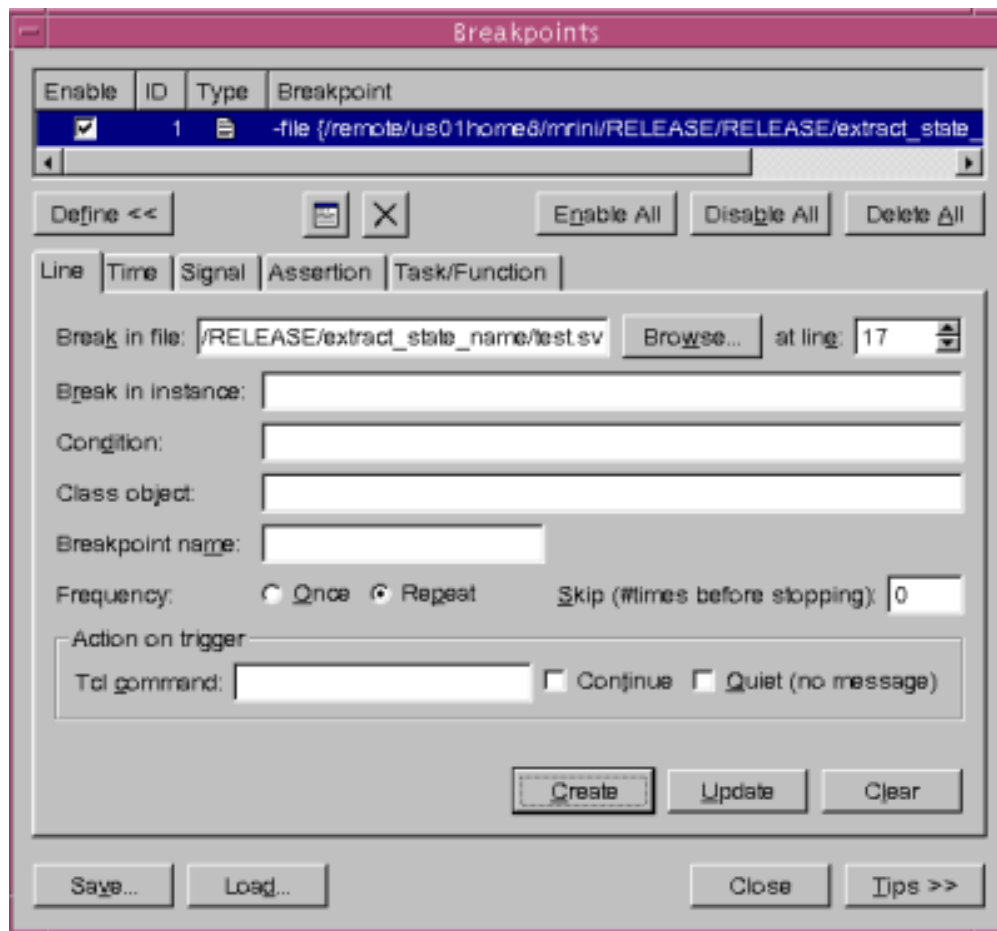 Breakpoints
Enable ID Type Breakpoint
1 -file {/remote/us01home8/mrini/RELEASE/RELEASE/extract_state_
Define << Enable All Disable All Delete All
Line Time Signal Assertion Task/Function
Break in file: /RELEASE/extract_state_name/test.sv Browse... at line: 17
Break in instance:
Condition:
Class object:
Breakpoint name:
Frequency: Once Repeat Skip (#times before stopping): 0
Action on trigger
Tcl command: Continue Quiet (no message)
Create Update Clear
Save... Load... Close Tips >>